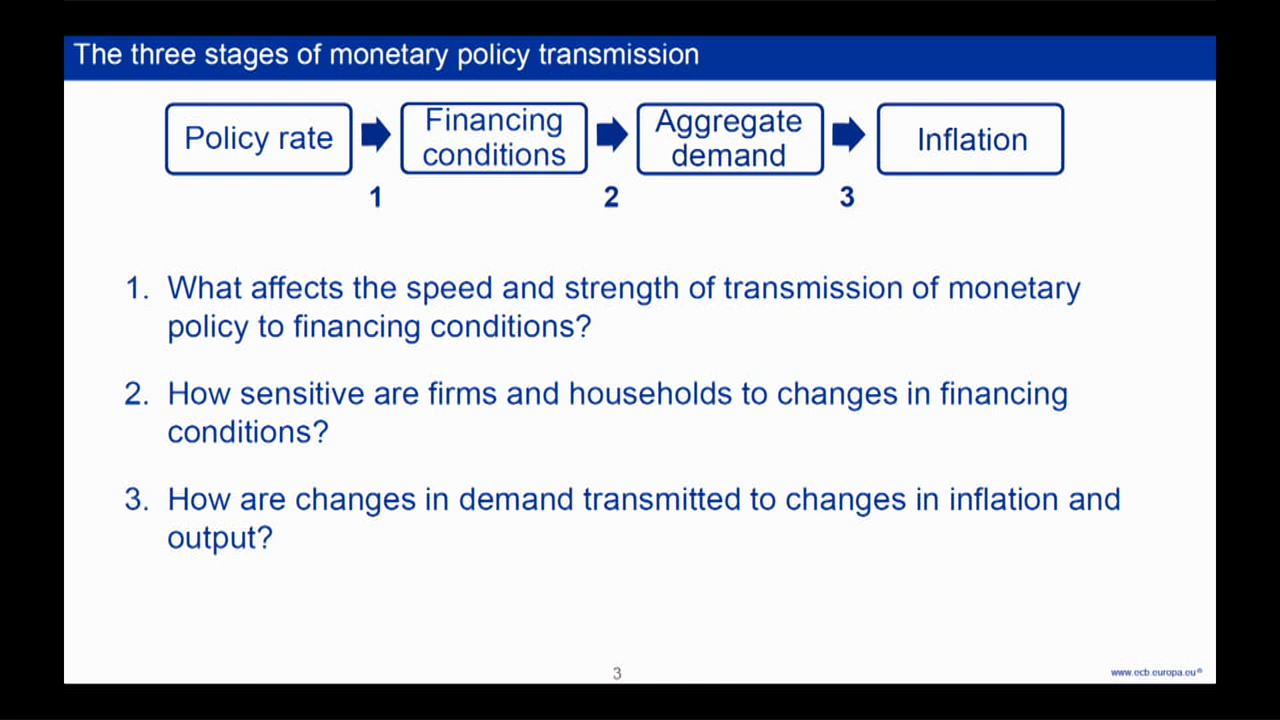 The three stages of monetary policy transmission
Policy rate
Financing
conditions
Aggregate
demand
Inflation
1
2
3
1. What affects the speed and strength of transmission of monetary
policy to financing conditions?
2. How sensitive are firms and households to changes in financing
conditions?
3. How are changes in demand transmitted to changes in inflation and
output?
3
www.ecb.europa.eu®